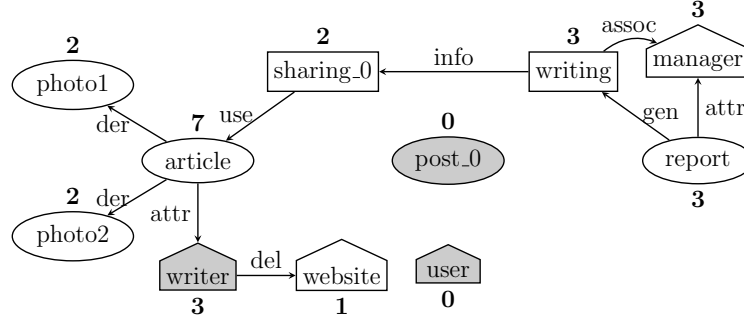 3
assoc
2
2
3
manager
photo1
sharing_0
info
writing
der
use
7
0
gen
attr
article
post_0
report
2
der
3
photo2
attr
writer
del
website
user
3
1
0